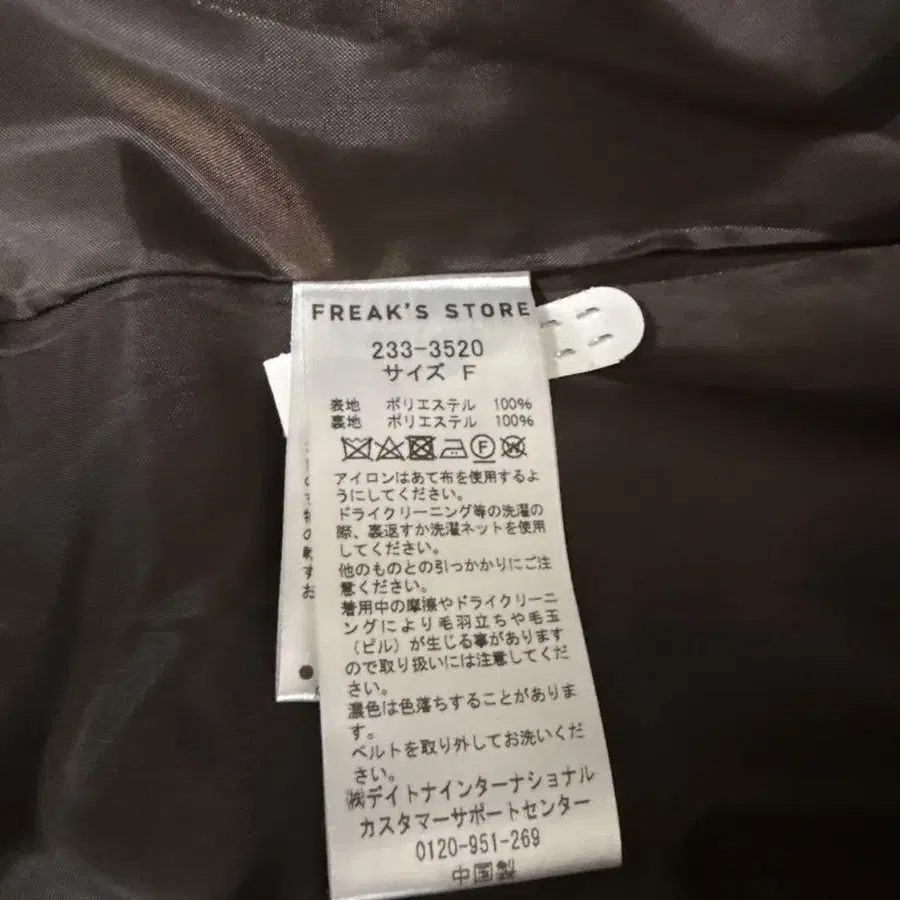 FREAK'S STORE
233-3520
サイズ F
表地 ポリエステル 100%
裏地 ポリエステル 100%
F
アイロンはあて布を使用するよ
うにしてください。
ドライクリーニング等の洗濯の
際、裏返すか洗濯ネットを使用
してください。
他のものとの引っかかりにご注
意ください。
着用中の摩擦やドライクリーニ
ングにより毛羽立ちや毛玉
（ピル）が生じる事があります
ので取り扱いには注意してくだ
さい。
濃色は色落ちすることがありま
す。
ベルトを取り外してお洗いくだ
さい。
㈱デイトナインターナショナル
カスタマーサポートセンター
0120-951-269
中国製